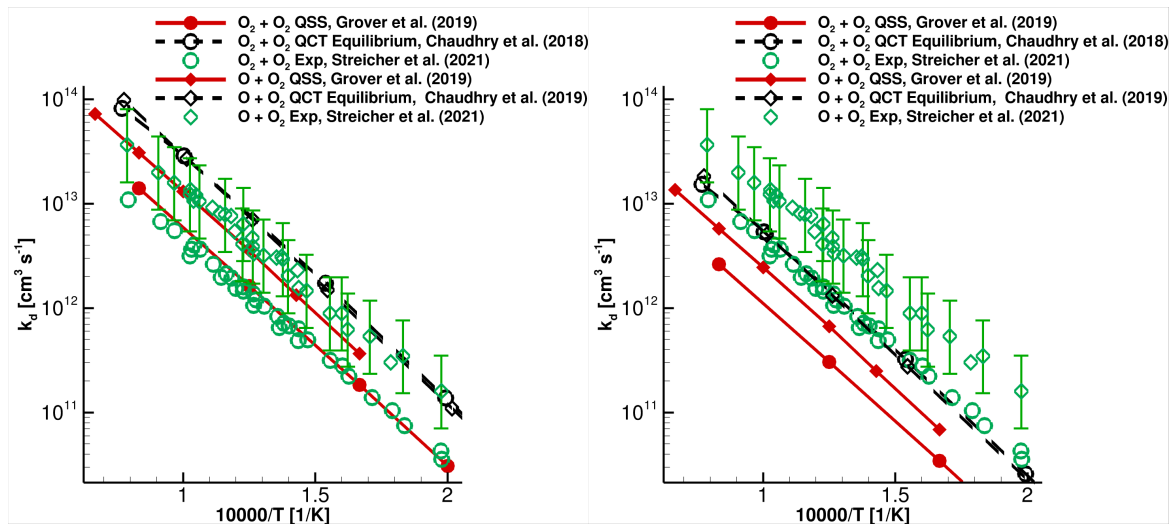 O₂ + O₂ QSS, Grover et al. (2019)
O₂ + O₂ QCT Equilibrium, Chaudhry et al. (2018)
O₂ + O₂ Exp, Streicher et al. (2021)
O + O₂ QSS, Grover et al. (2019)
O + O₂ QCT Equilibrium, Chaudhry et al. (2019)
O + O₂ Exp, Streicher et al. (2021)
10¹⁴
10¹³
10¹²
10¹¹
k_d [cm³ s⁻¹]
1
1.5
2
10000/T [1/K]
O₂ + O₂ QSS, Grover et al. (2019)
O₂ + O₂ QCT Equilibrium, Chaudhry et al. (2018)
O₂ + O₂ Exp, Streicher et al. (2021)
O + O₂ QSS, Grover et al. (2019)
O + O₂ QCT Equilibrium, Chaudhry et al. (2019)
O + O₂ Exp, Streicher et al. (2021)
10¹⁴
10¹³
10¹²
10¹¹
k_d [cm³ s⁻¹]
1
1.5
2
10000/T [1/K]